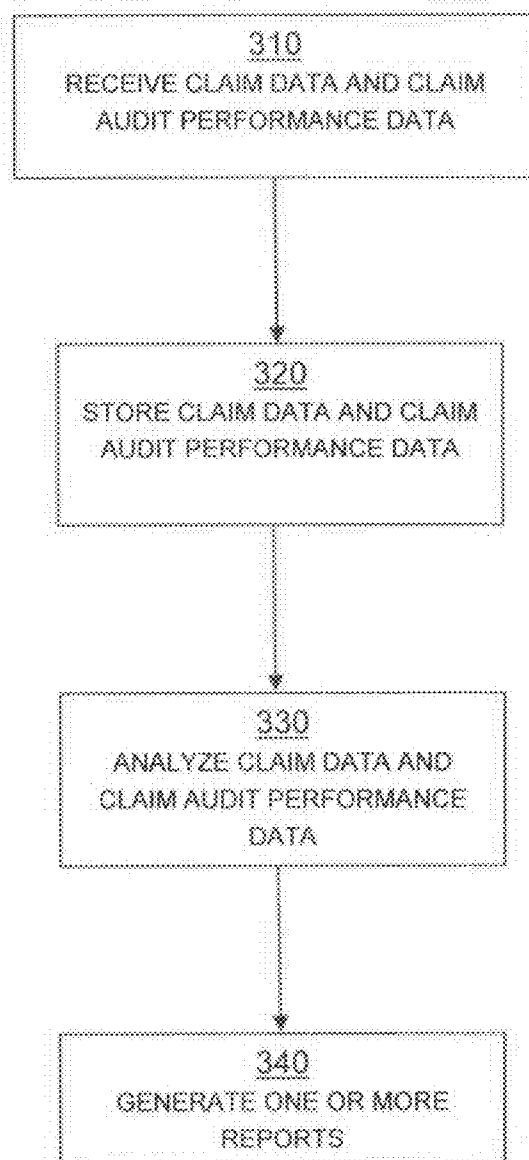 310
RECEIVE CLAIM DATA AND CLAIM
AUDIT PERFORMANCE DATA
320
STORE CLAIM DATA AND CLAIM
AUDIT PERFORMANCE DATA
330
ANALYZE CLAIM DATA AND
CLAIM AUDIT PERFORMANCE
DATA
340
GENERATE ONE OR MORE
REPORTS